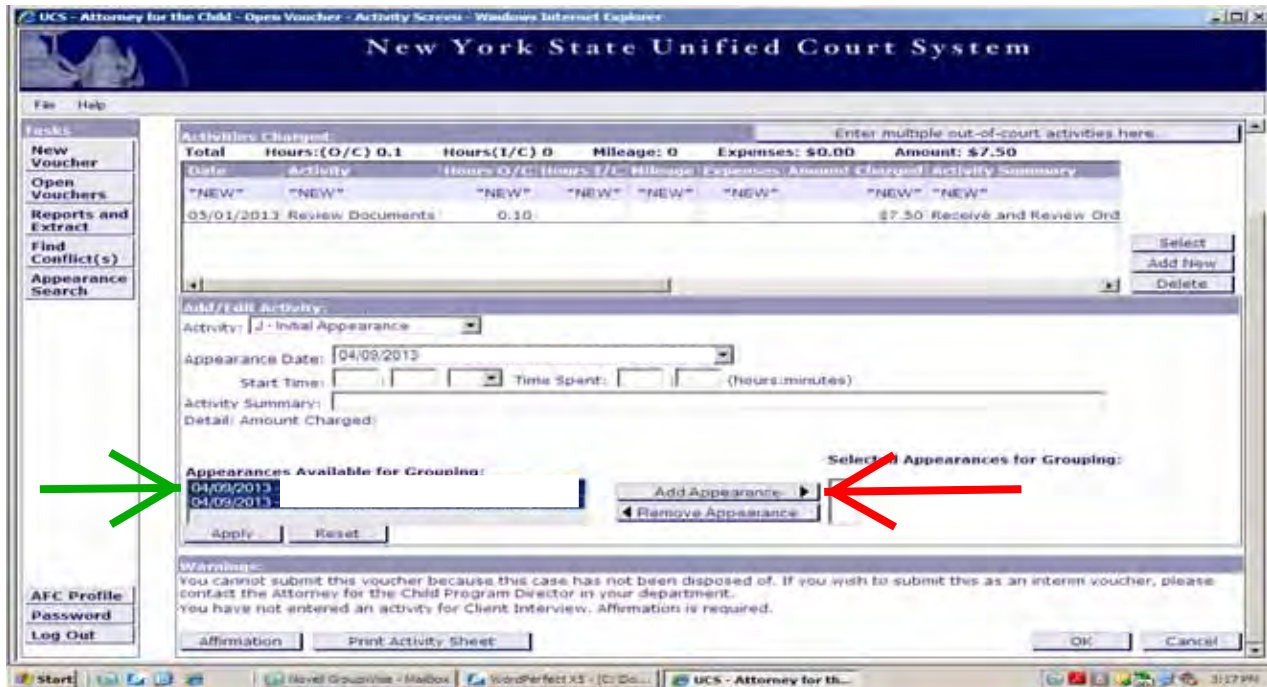 UCS - Attorney for the Child - Open Voucher - Activity Screen - Windows Internet Explorer
New York State Unified Court System
File Help
Tasks
New Voucher
Open Vouchers
Reports and Extract
Find Conflict(s)
Appearance Search
AFC Profile
Password
Log Out
Activities Charged: Enter multiple out-of-court activities here
Total Hours:(O/C) 0.1 Hours(I/C) 0 Mileage: 0 Expenses: $0.00 Amount: $7.50
Date Activity Hours O/C Hours I/C Mileage Expenses Amount Charged Activity Summary
"NEW" "NEW" "NEW" "NEW" "NEW" "NEW" "NEW" "NEW"
05/01/2013 Review Documents 0.10 $7.50 Receive and Review Ord
Select
Add New
Delete
Add/Edit Activity:
Activity: J - Initial Appearance
Appearance Date: 04/09/2013
Start Time: : Time Spent: : (hours:minutes)
Activity Summary:
Detail: Amount Charged:
Appearances Available for Grouping: Selected Appearances for Grouping:
04/09/2013 -
04/09/2013 -
Add Appearance
Remove Appearance
Apply Reset
Warnings:
You cannot submit this voucher because this case has not been disposed of. If you wish to submit this as an interim voucher, please
contact the Attorney for the Child Program Director in your department.
You have not entered an activity for Client Interview. Affirmation is required.
Affirmation Print Activity Sheet OK Cancel
Start Novell GroupWise - Mailbox WordPerfect X5 - [C:\Do... UCS - Attorney for th... 3:17 PM